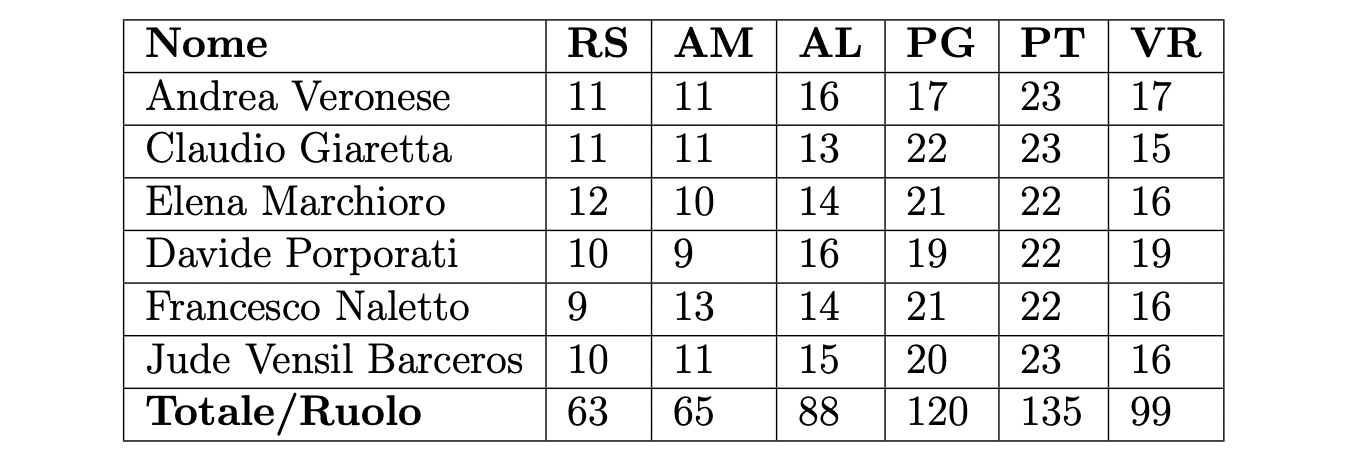 Nome RS AM AL PG PT VR
Andrea Veronese 11 11 16 17 23 17
Claudio Giaretta 11 11 13 22 23 15
Elena Marchioro 12 10 14 21 22 16
Davide Porporati 10 9 16 19 22 19
Francesco Naletto 9 13 14 21 22 16
Jude Vensil Barceros 10 11 15 20 23 16
Totale/Ruolo 63 65 88 120 135 99